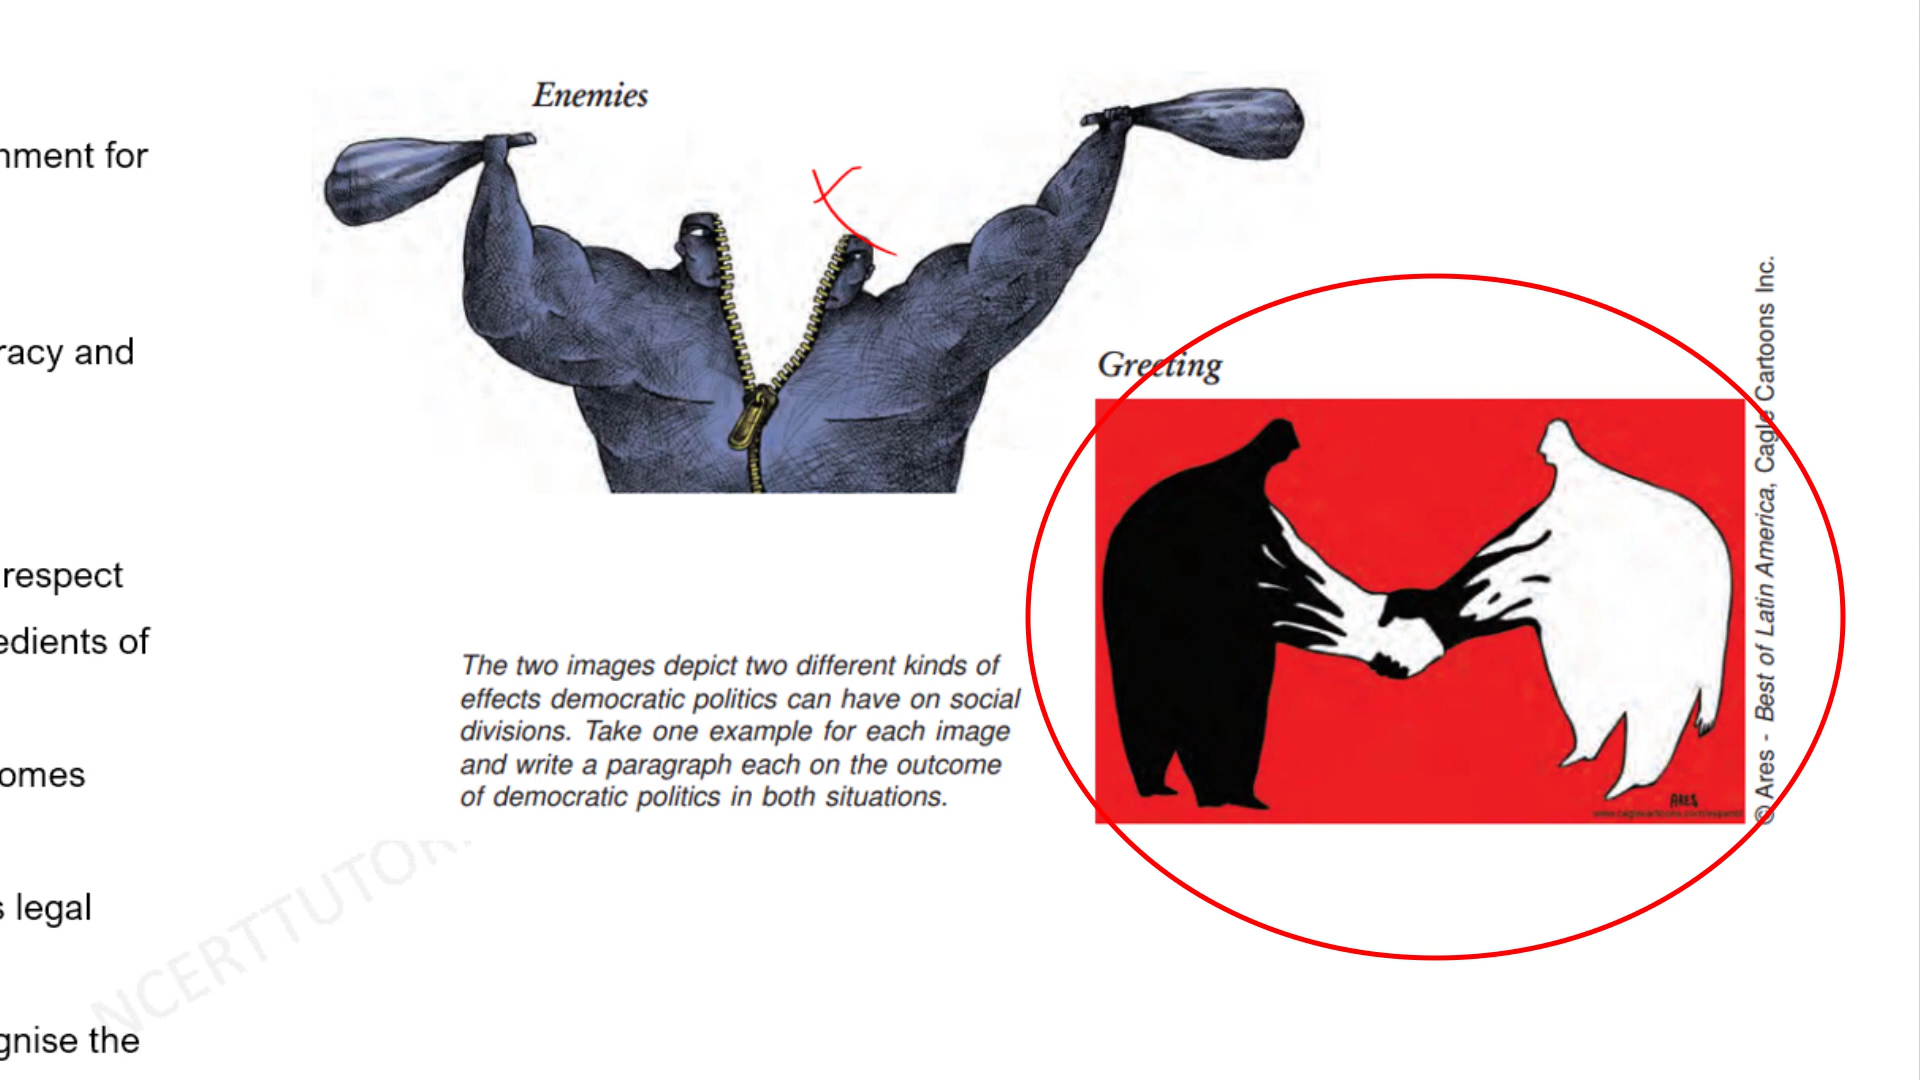 Enemies
nment for
racy and
Greeting
respect
edients of
The two images depict two different kinds of
effects democratic politics can have on social
divisions. Take one example for each image
and write a paragraph each on the outcome
of democratic politics in both situations.
omes
s legal
gnise the
© Ares - Best of Latin America, Cagle Cartoons Inc.
ARES
NCERTTUTOR